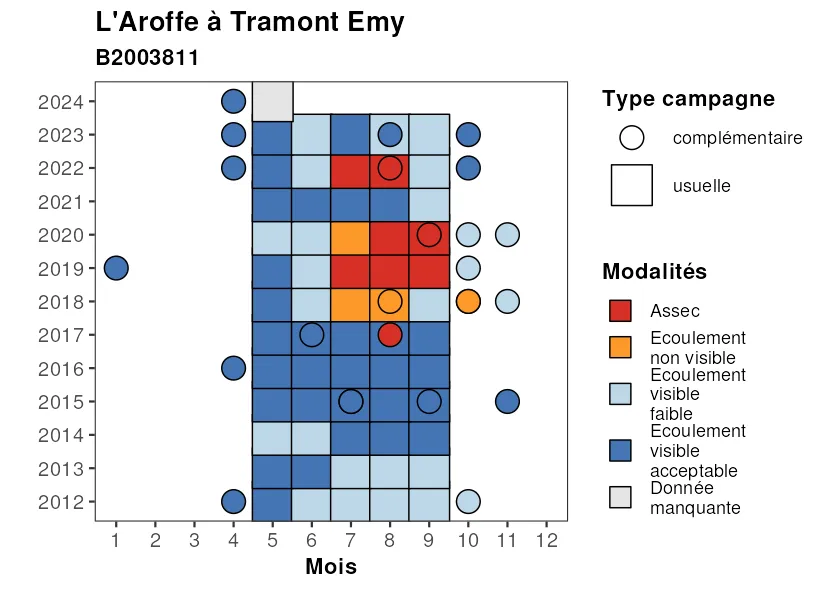 L'Aroffe à Tramont Emy
B2003811
2024
2023
2022
2021
2020
2019
2018
2017
2016
2015
2014
2013
2012
1 2 3 4 5 6 7 8 9 10 11 12
Mois
Type campagne
complémentaire
usuelle
Modalités
Assec
Ecoulement
non visible
Ecoulement
visible
faible
Ecoulement
visible
acceptable
Donnée
manquante